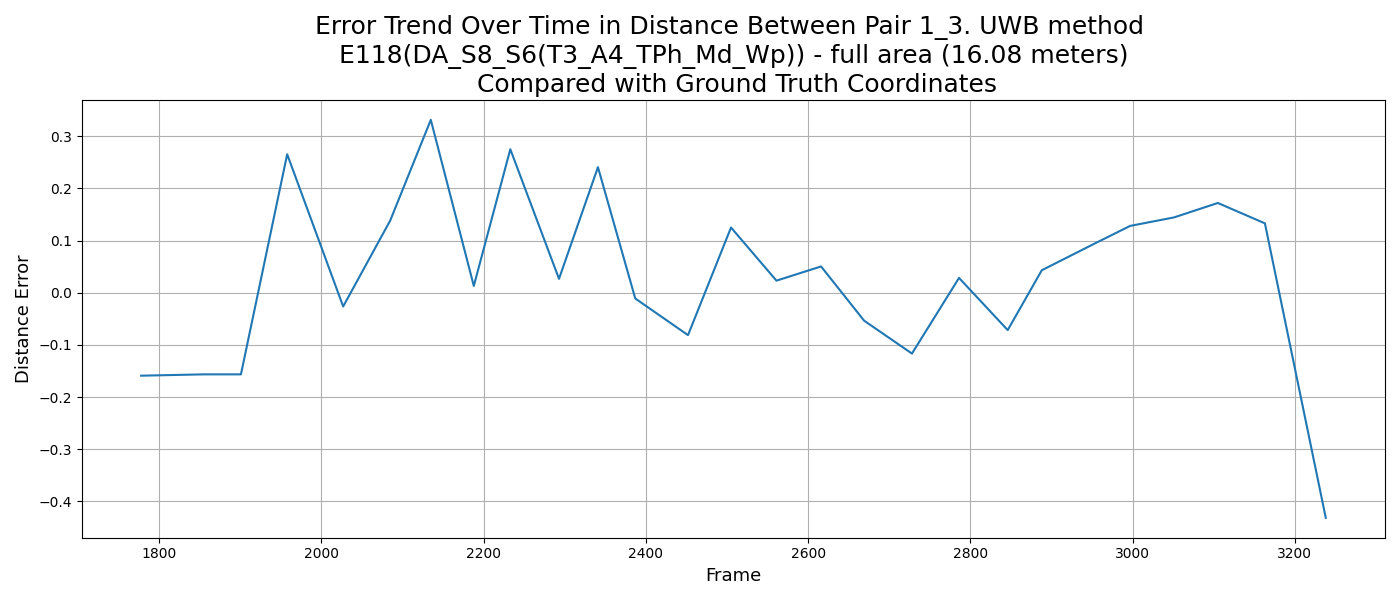 Error Trend Over Time in Distance Between Pair 1_3. UWB method
E118(DA_S8_S6(T3_A4_TPh_Md_Wp)) - full area (16.08 meters)
Compared with Ground Truth Coordinates
0.3
0.2
0.1
0.0
−0.1
−0.2
−0.3
−0.4
Distance Error
1800 2000 2200 2400 2600 2800 3000 3200
Frame